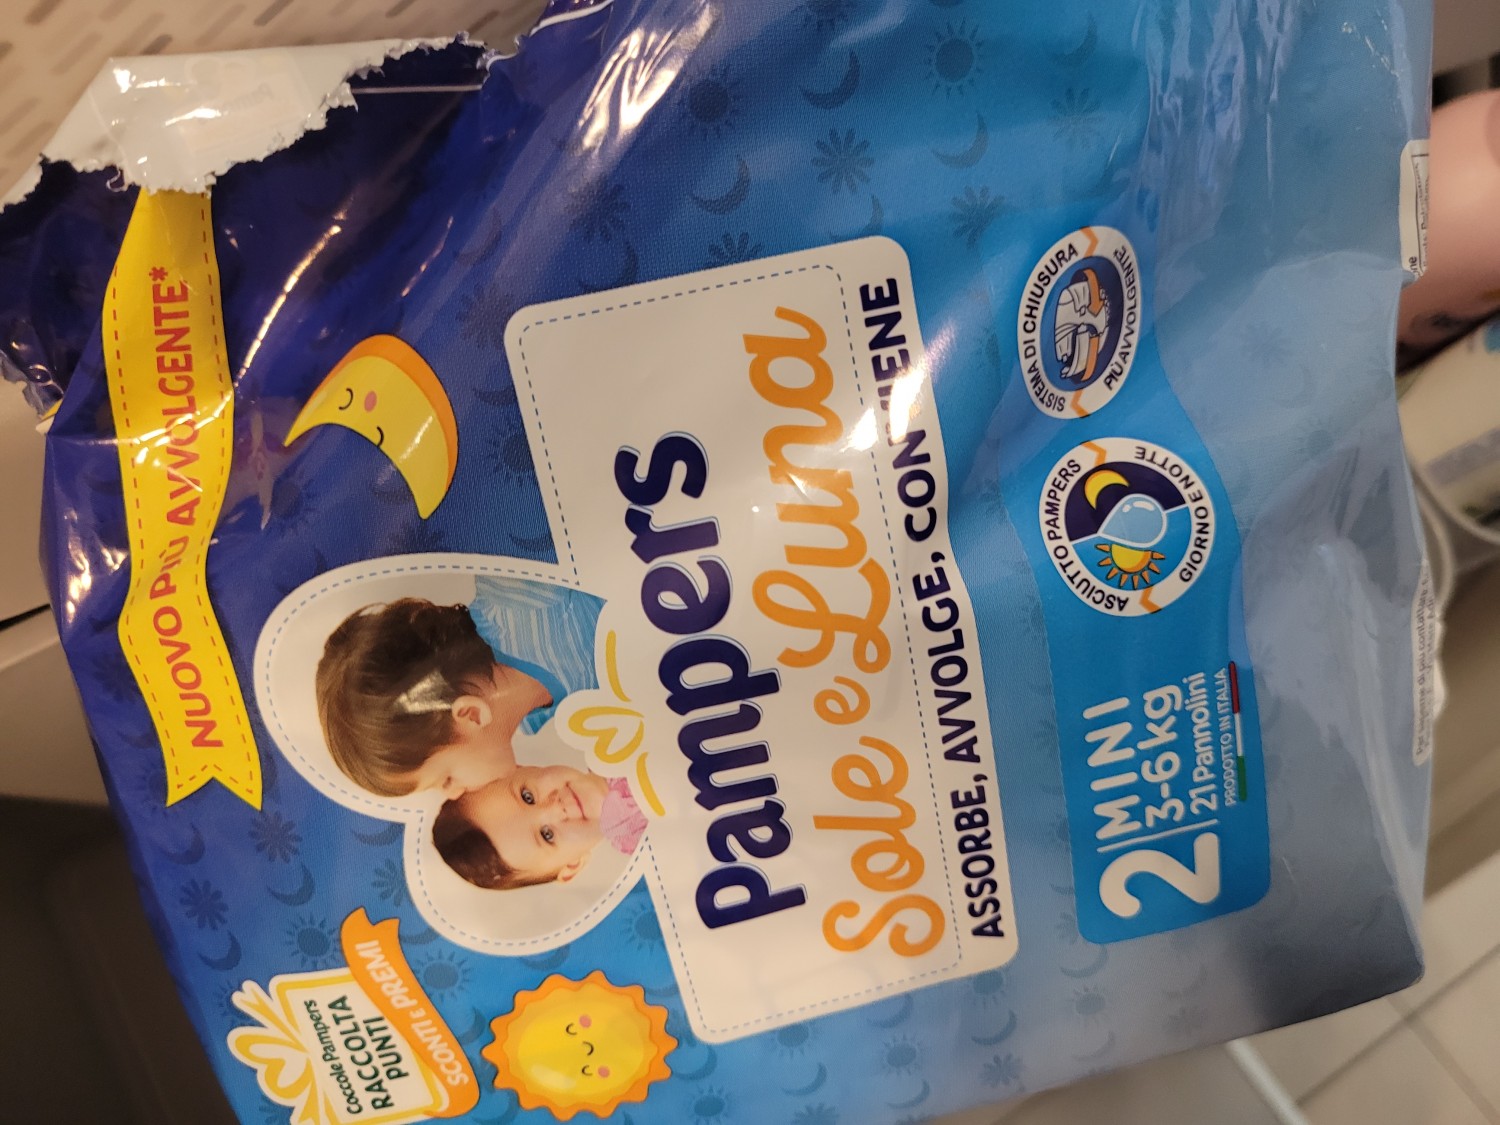 NUOVO PIÙ AVVOLGENTE*
Coccole Pampers
RACCOLTA
PUNTI
SCONTI E PREMI
Pampers
Sole e Luna
ASSORBE, AVVOLGE, CONTIENE
ASCIUTTO PAMPERS
GIORNO E NOTTE
SISTEMA DI CHIUSURA
PIÙ AVVOLGENTE*
2 MINI
3-6 kg
21 Pannolini
PRODOTTO IN ITALIA